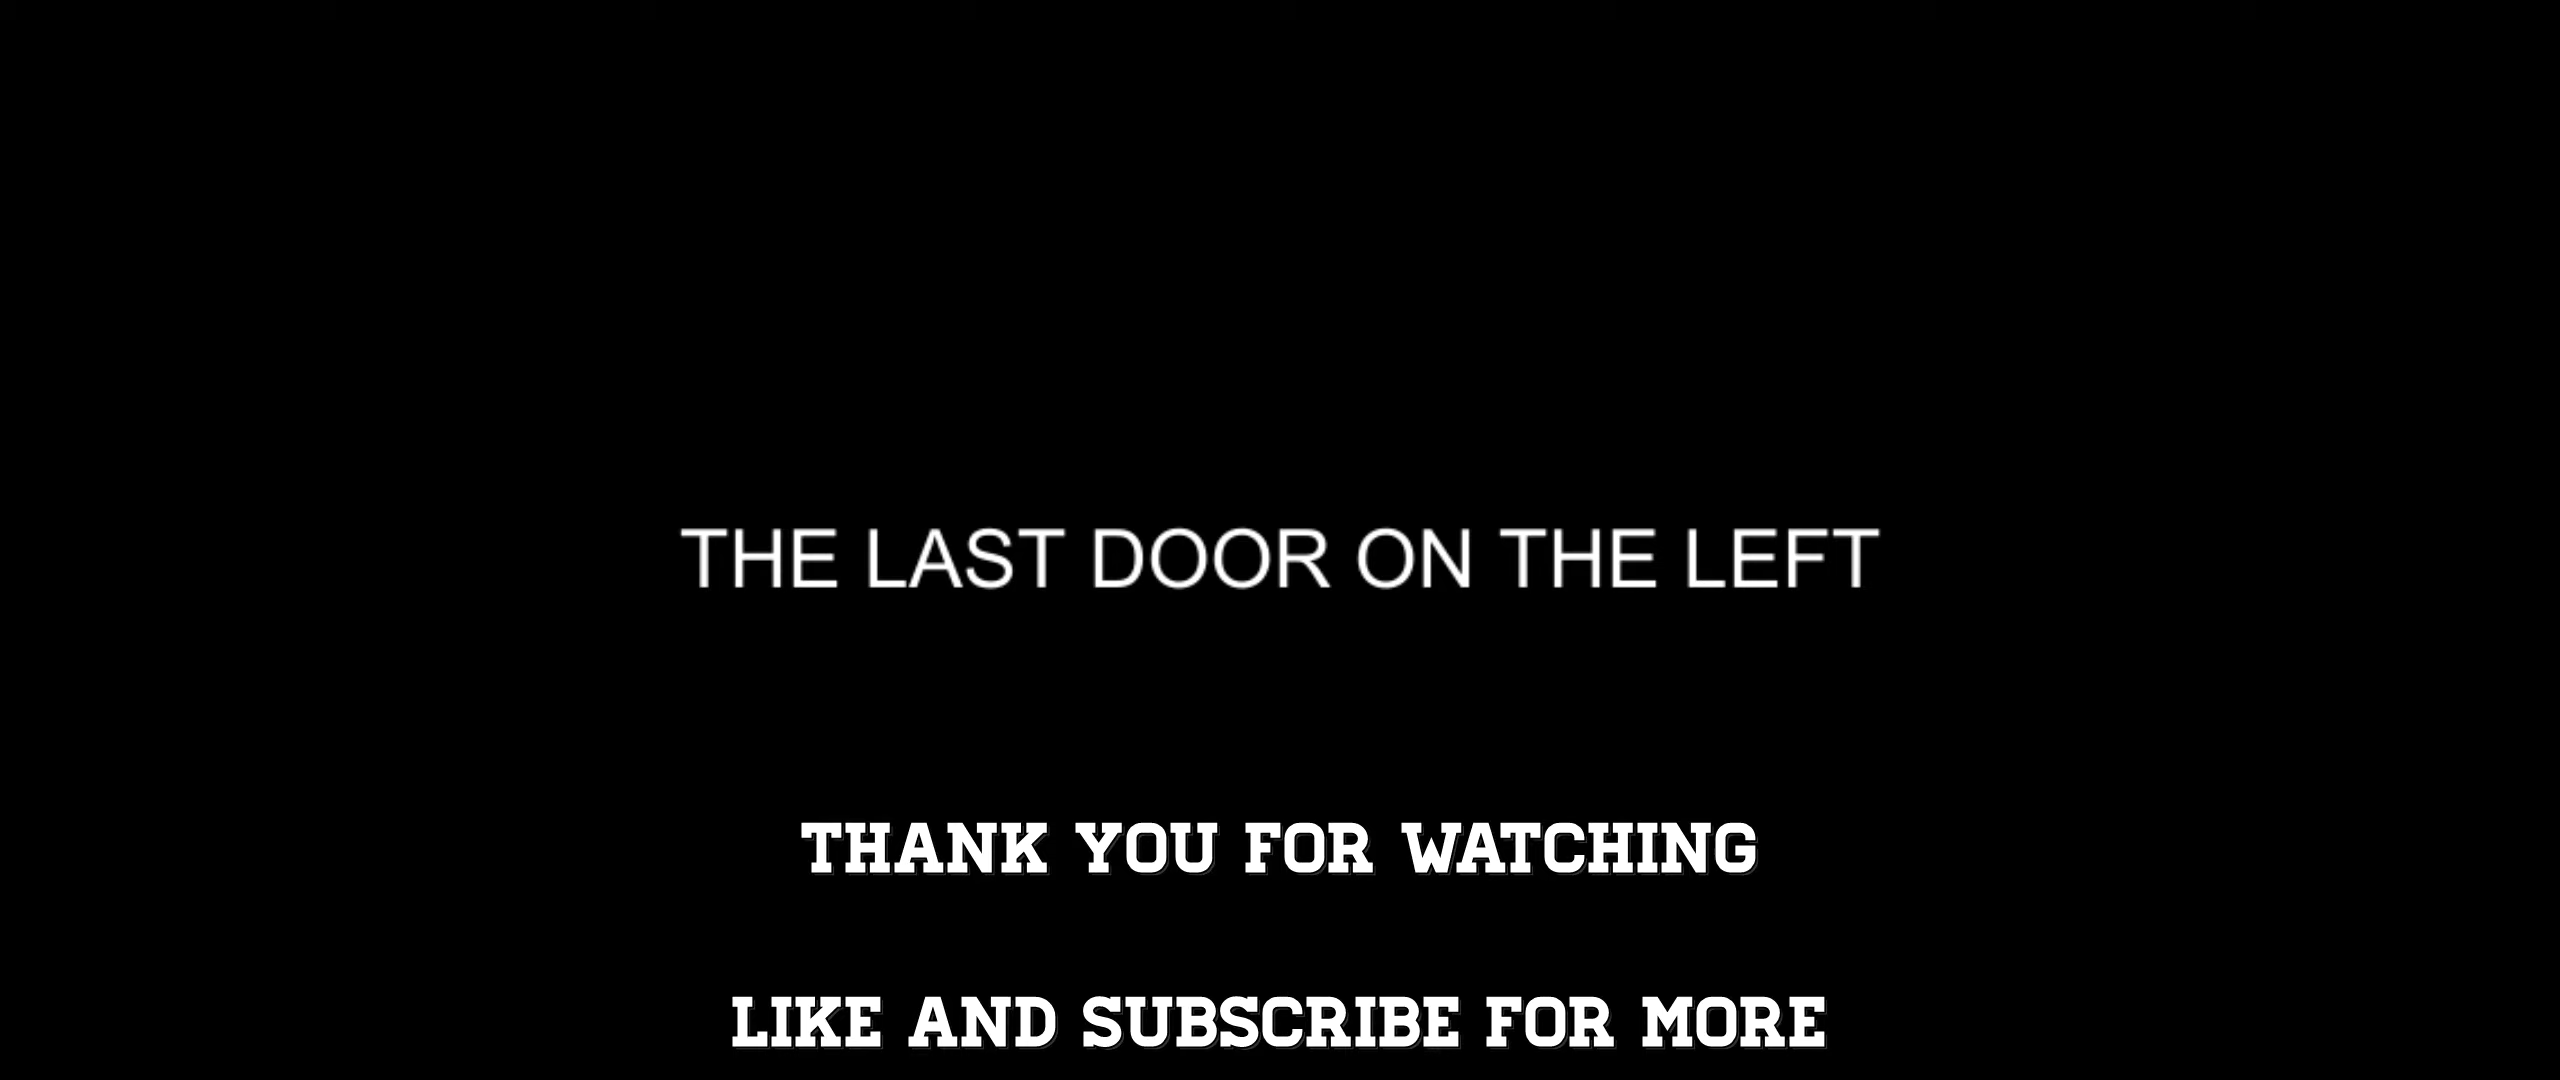 THE LAST DOOR ON THE LEFT
THANK YOU FOR WATCHING
LIKE AND SUBSCRIBE FOR MORE